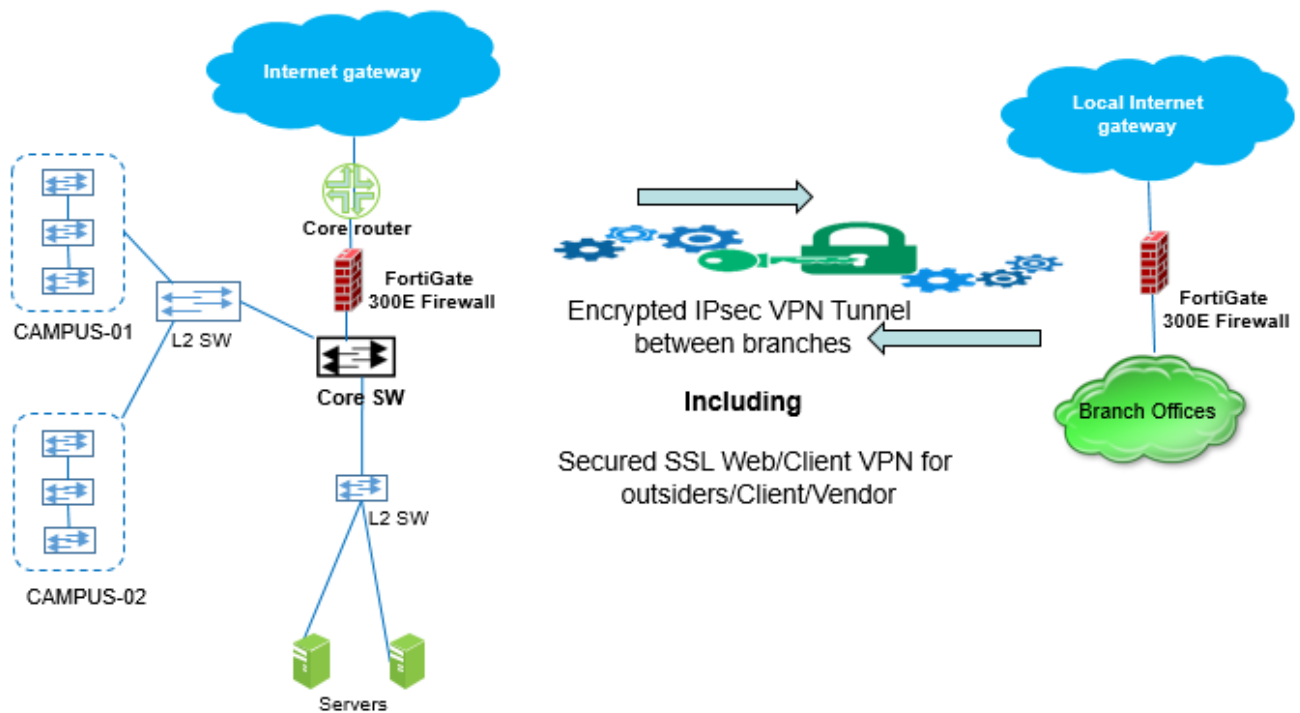 Internet gateway
Core router
FortiGate
300E Firewall
CAMPUS-01
L2 SW
Core SW
L2 SW
CAMPUS-02
Servers
Encrypted IPsec VPN Tunnel
between branches
Including
Secured SSL Web/Client VPN for
outsiders/Client/Vendor
Local Internet
gateway
FortiGate
300E Firewall
Branch Offices